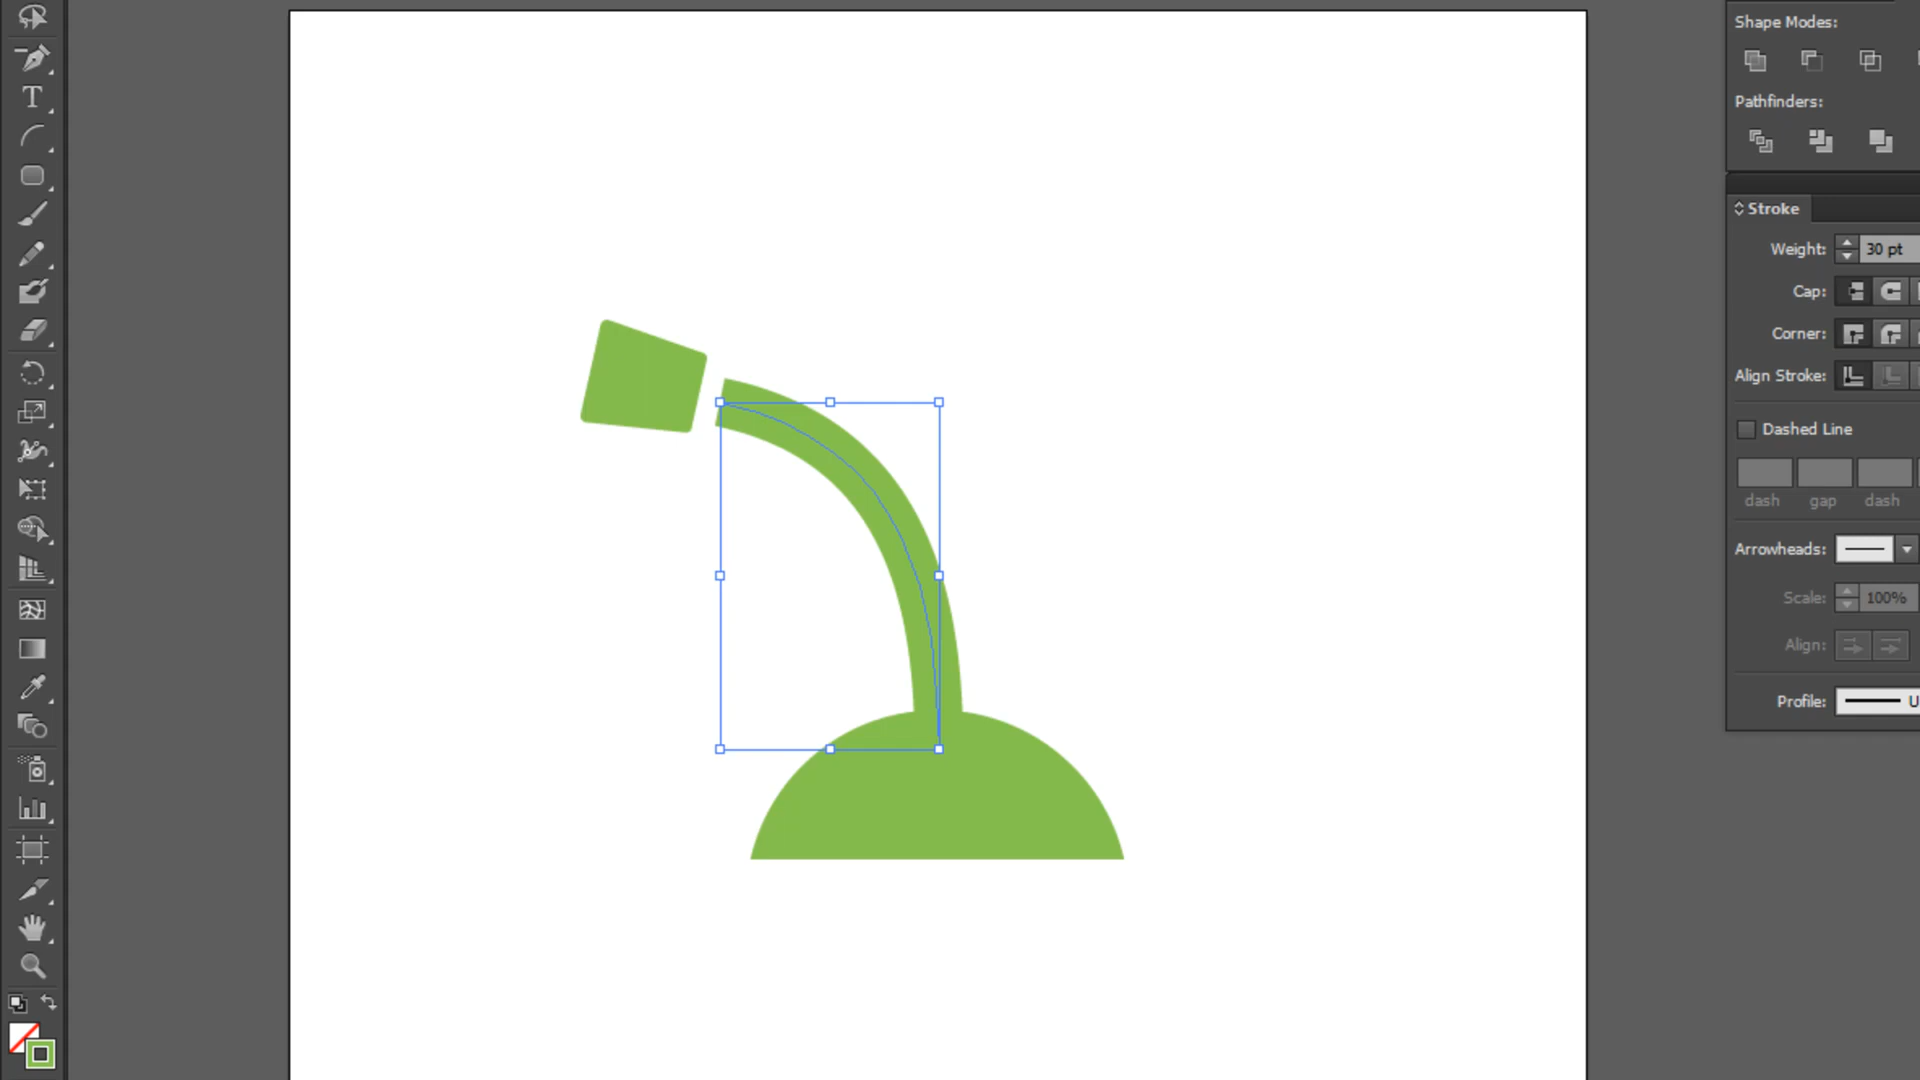 Shape Modes:
Pathfinders:
Stroke
Weight: 30 pt
Cap:
Corner:
Align Stroke:
Dashed Line
dash gap dash
Arrowheads:
Scale: 100%
Align:
Profile: U